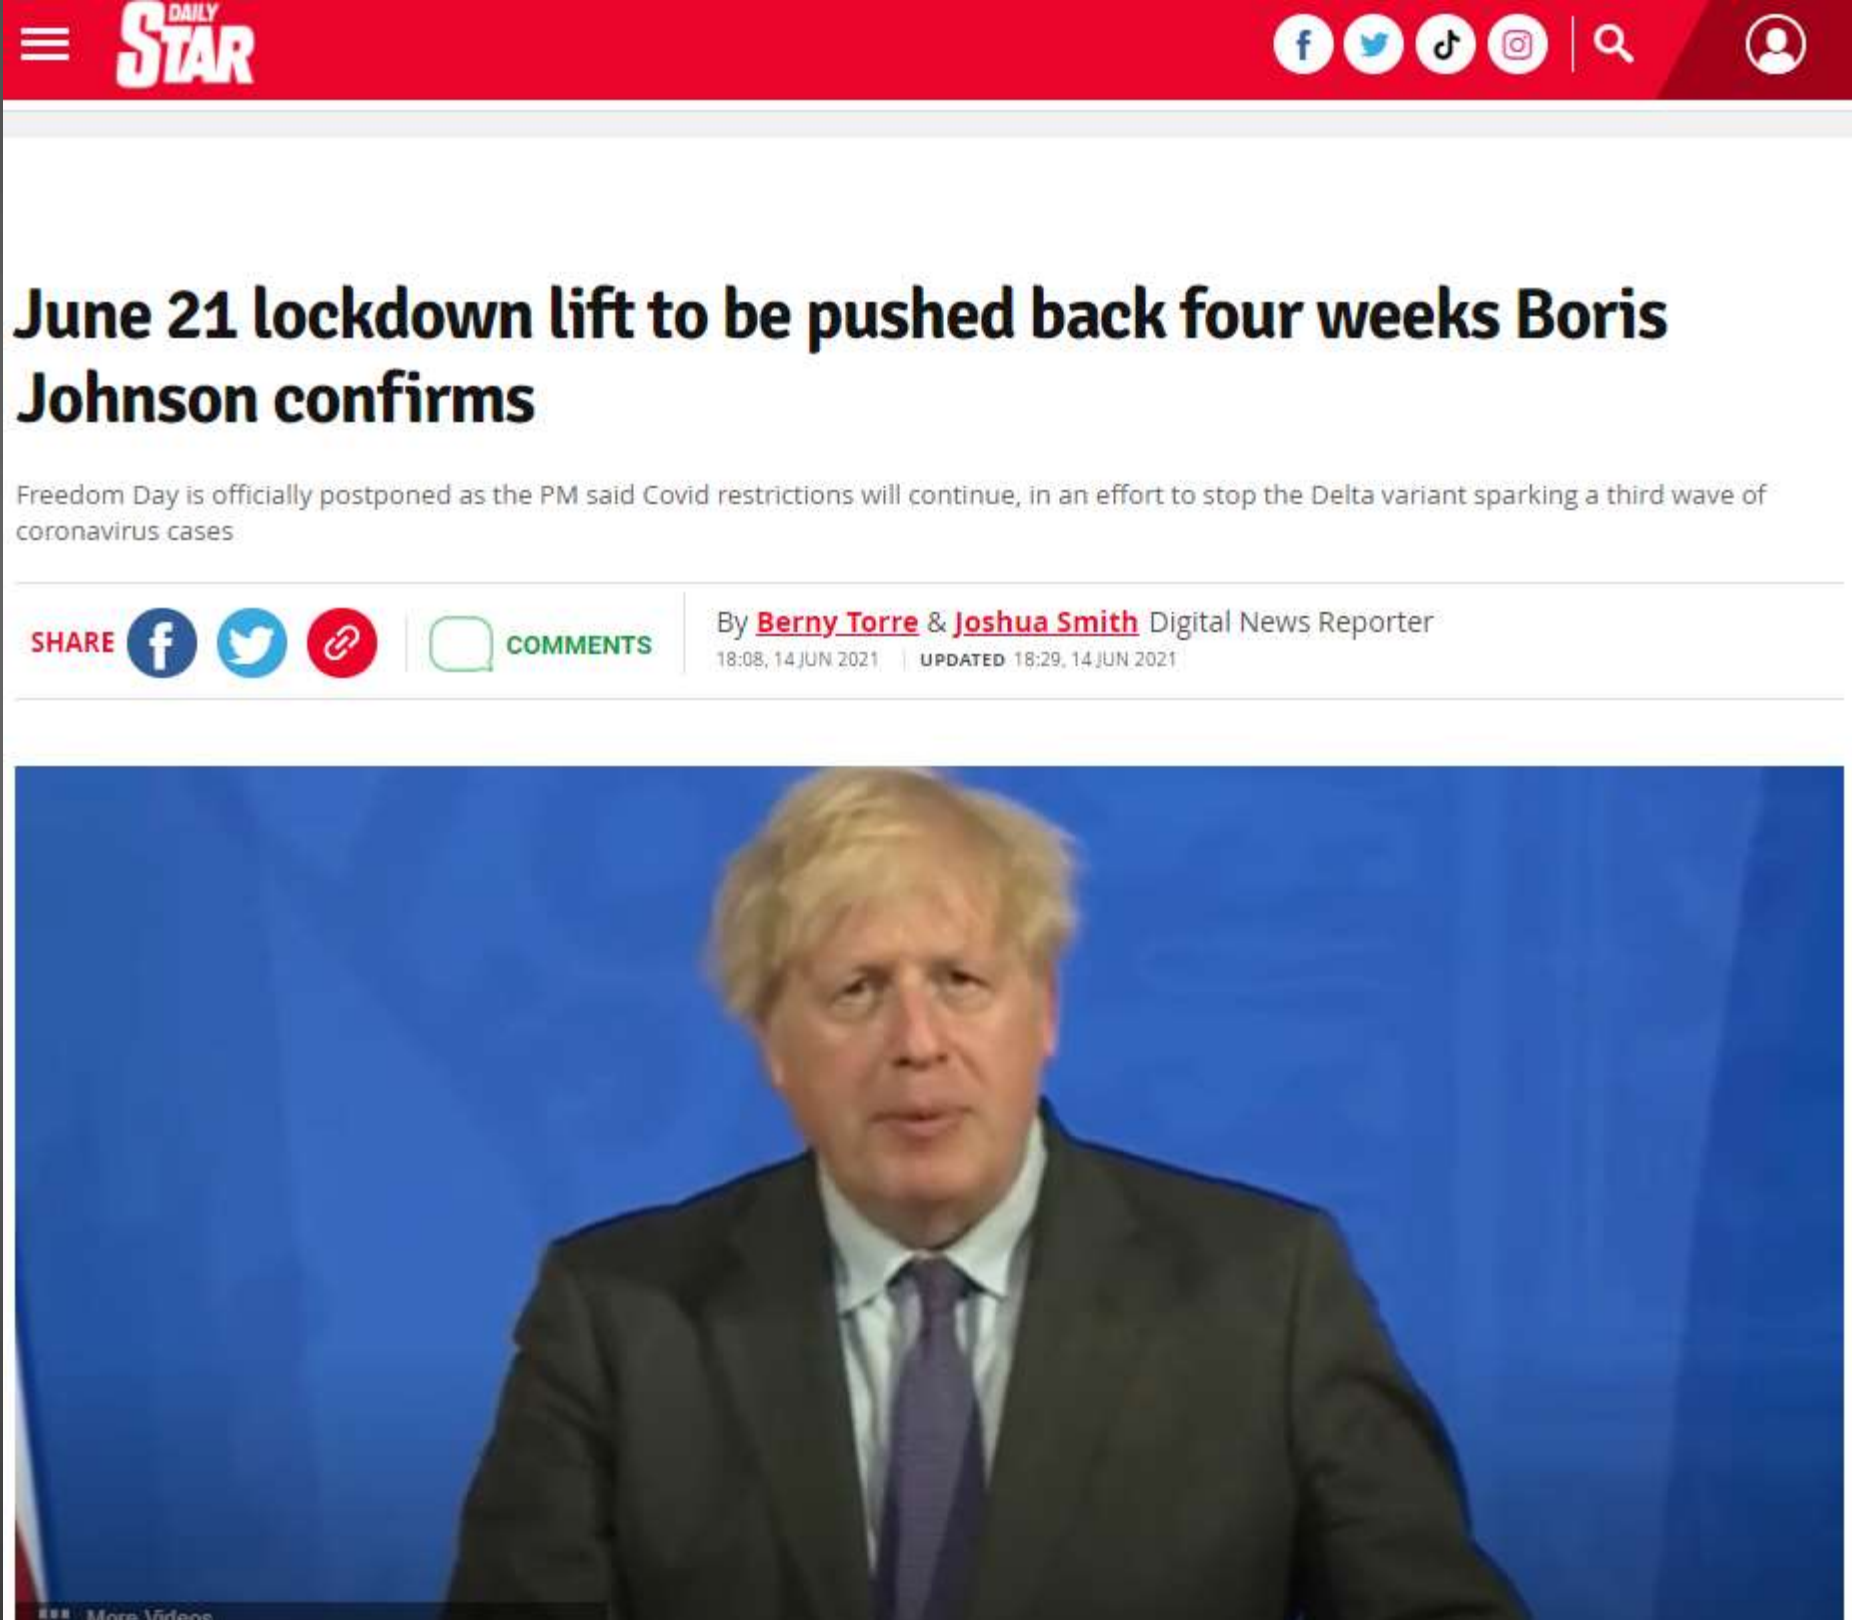 DAILY
STAR
June 21 lockdown lift to be pushed back four weeks Boris
Johnson confirms
Freedom Day is officially postponed as the PM said Covid restrictions will continue, in an effort to stop the Delta variant sparking a third wave of
coronavirus cases
SHARE
COMMENTS
By Berny Torre & Joshua Smith Digital News Reporter
18:08, 14 JUN 2021 UPDATED 18:29, 14 JUN 2021
More Videos